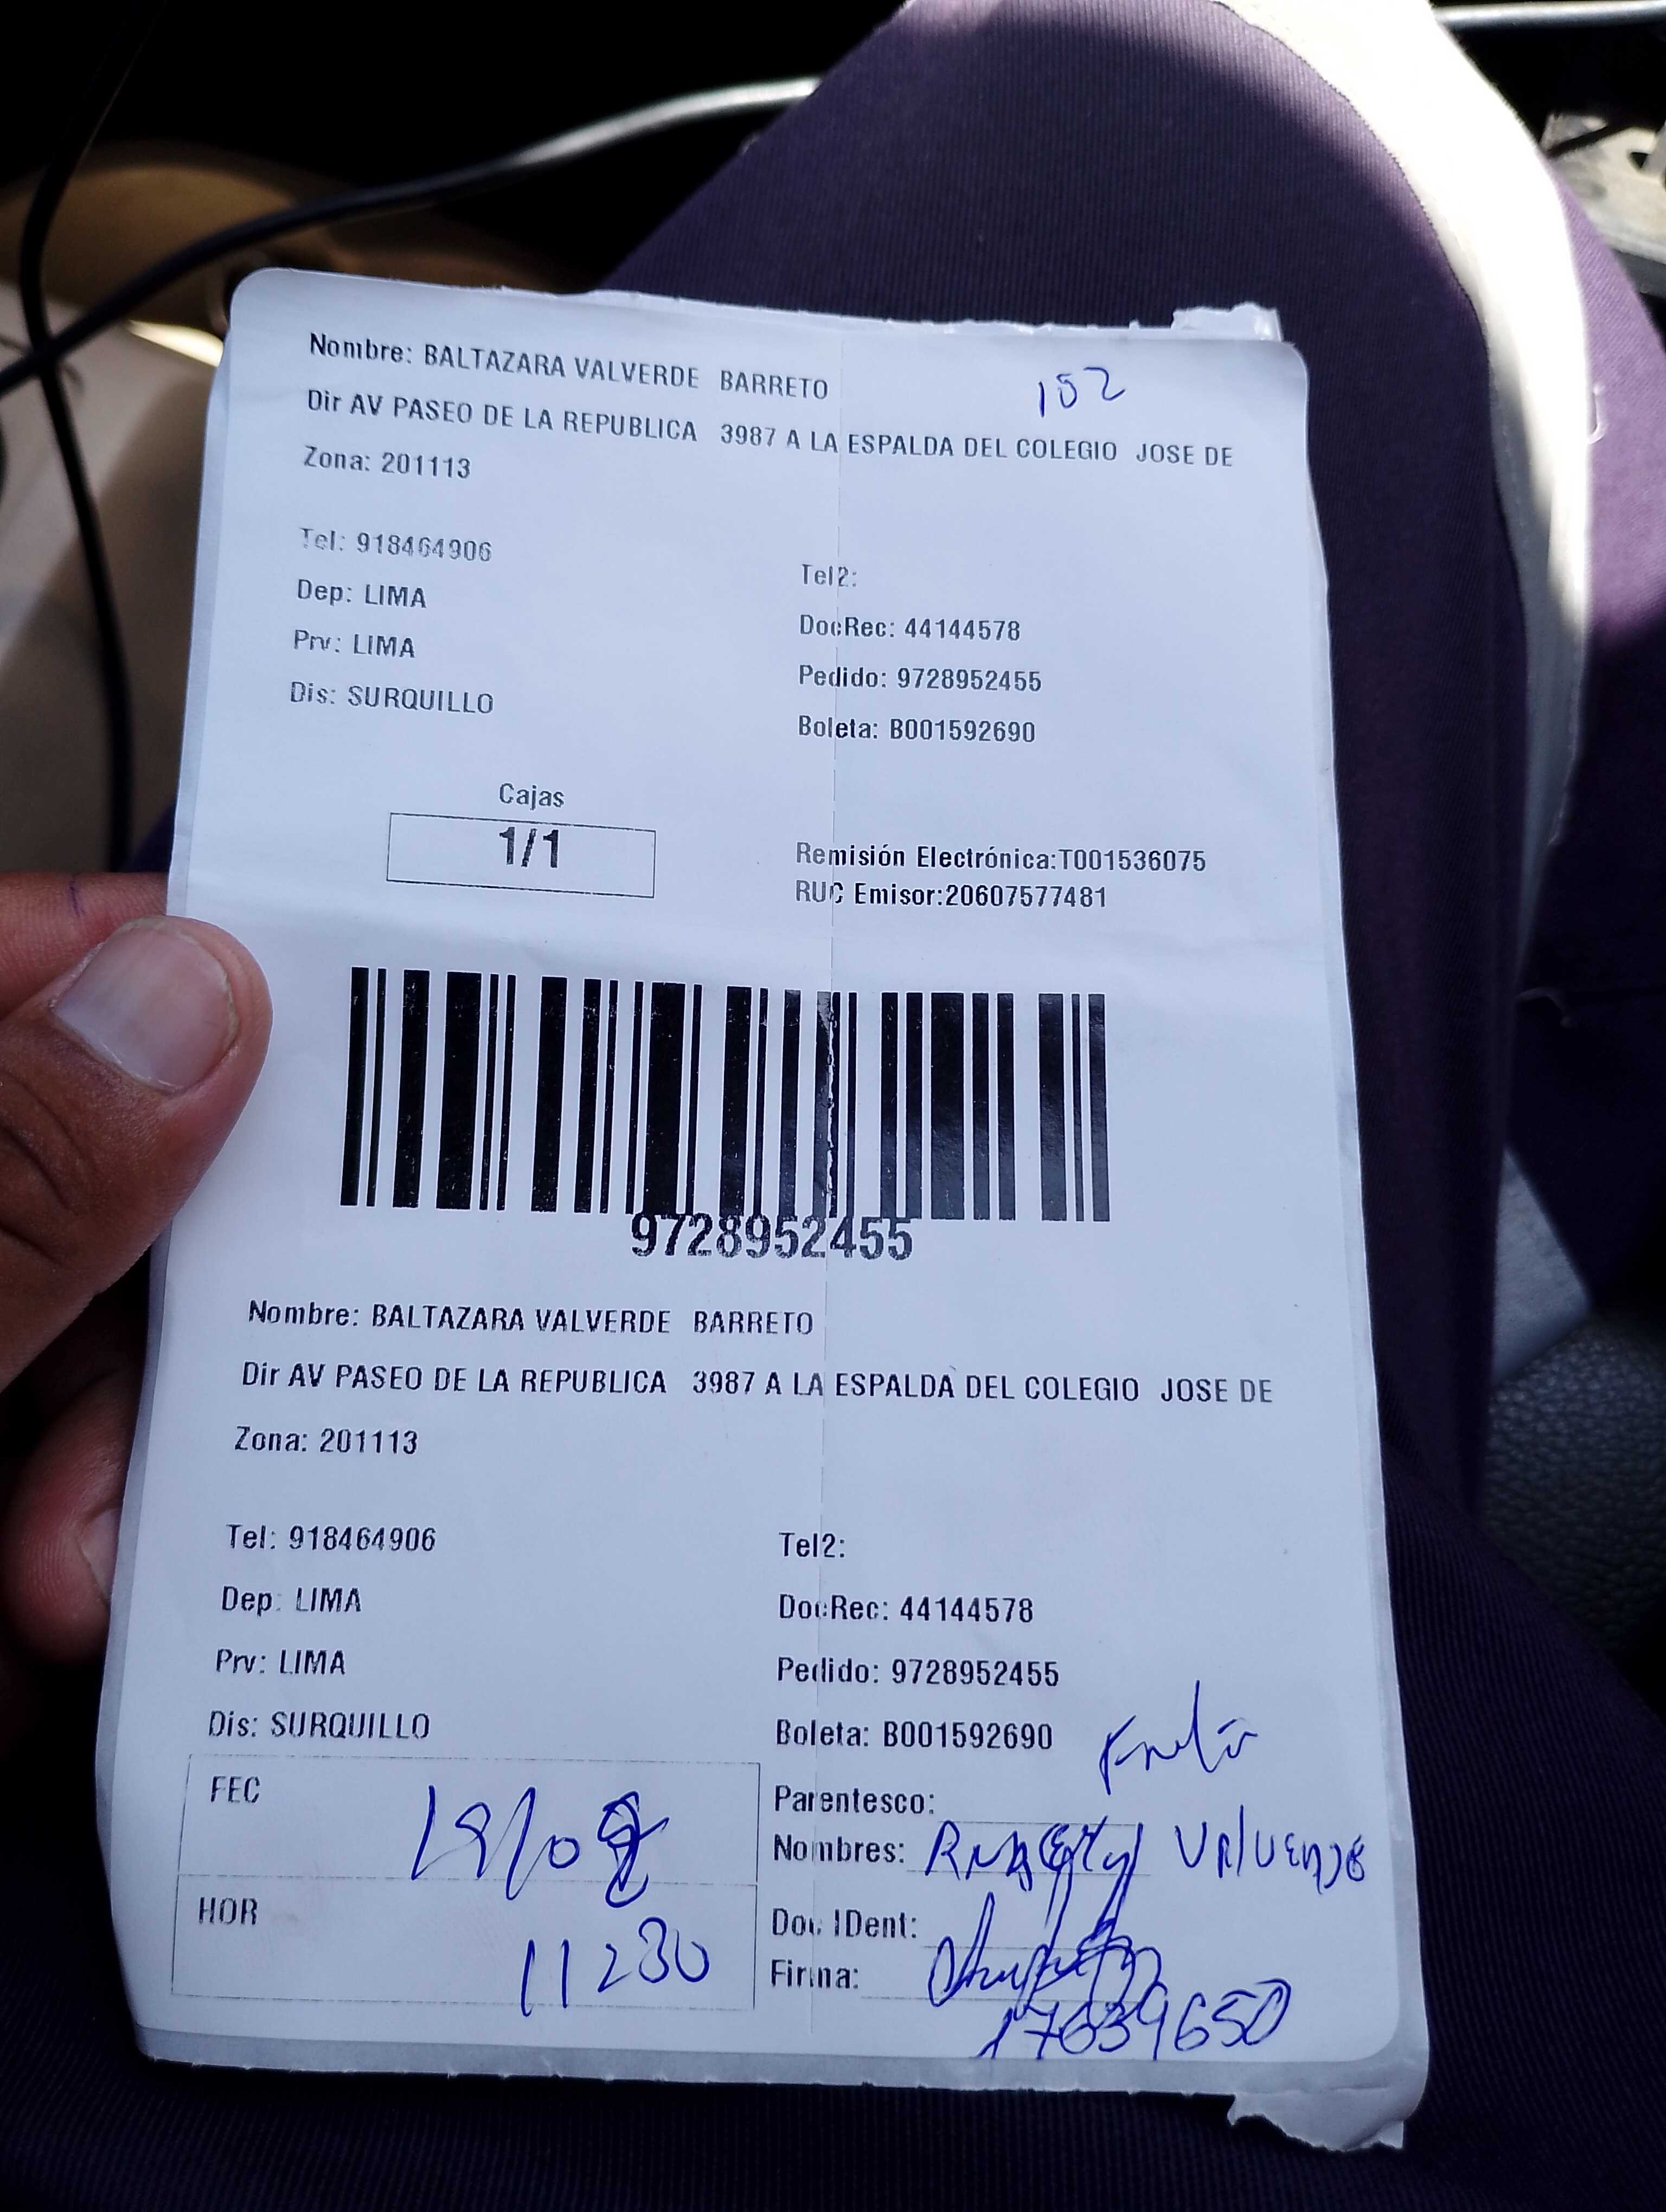 Nombre: BALTAZARA VALVERDE BARRETO
152
Dir AV PASEO DE LA REPUBLICA 3987 A LA ESPALDA DEL COLEGIO JOSE DE
Zona: 201113
Tel: 918464906
Tel2:
Dep: LIMA
DocRec: 44144578
Prv: LIMA
Pedido: 9728952455
Dis: SURQUILLO
Boleta: B001592690
Cajas
1/1
Remisión Electrónica:T001536075
RUC Emisor:20607577481
9728952455
Nombre: BALTAZARA VALVERDE BARRETO
Dir AV PASEO DE LA REPUBLICA 3987 A LA ESPALDA DEL COLEGIO JOSE DE
Zona: 201113
Tel: 918464906
Tel2:
Dep: LIMA
DocRec: 44144578
Prv: LIMA
Pedido: 9728952455
Dis: SURQUILLO
Boleta: B001592690
FEC
Parentesco:
Nombres: Valverde
HOR 11:30
Doc IDent:
Firma:
17639650